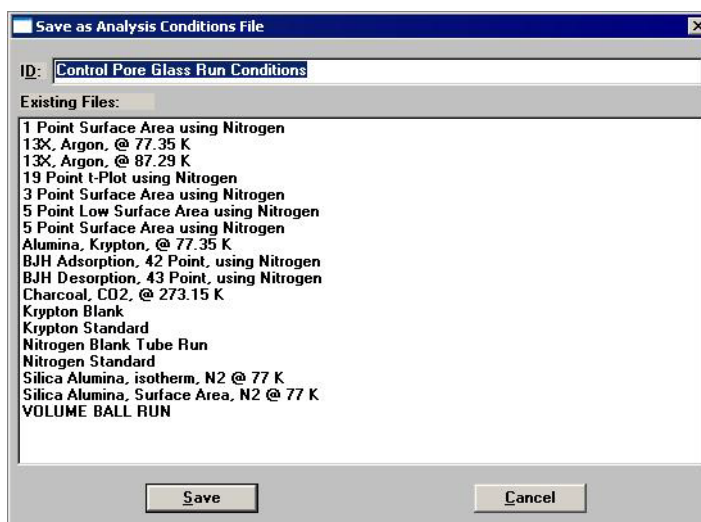 Save as Analysis Conditions File
ID: Control Pore Glass Run Conditions
Existing Files:
1 Point Surface Area using Nitrogen
13X, Argon, @ 77.35 K
13X, Argon, @ 87.29 K
19 Point t-Plot using Nitrogen
3 Point Surface Area using Nitrogen
5 Point Low Surface Area using Nitrogen
5 Point Surface Area using Nitrogen
Alumina, Krypton, @ 77.35 K
BJH Adsorption, 42 Point, using Nitrogen
BJH Desorption, 43 Point, using Nitrogen
Charcoal, CO2, @ 273.15 K
Krypton Blank
Krypton Standard
Nitrogen Blank Tube Run
Nitrogen Standard
Silica Alumina, isotherm, N2 @ 77 K
Silica Alumina, Surface Area, N2 @ 77 K
VOLUME BALL RUN
Save Cancel